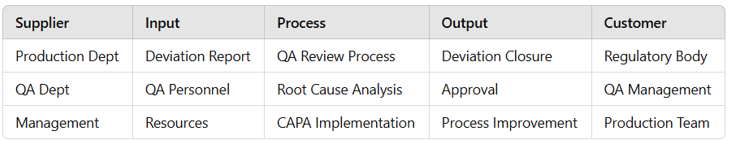 Supplier Input Process Output Customer
Production Dept Deviation Report QA Review Process Deviation Closure Regulatory Body
QA Dept QA Personnel Root Cause Analysis Approval QA Management
Management Resources CAPA Implementation Process Improvement Production Team